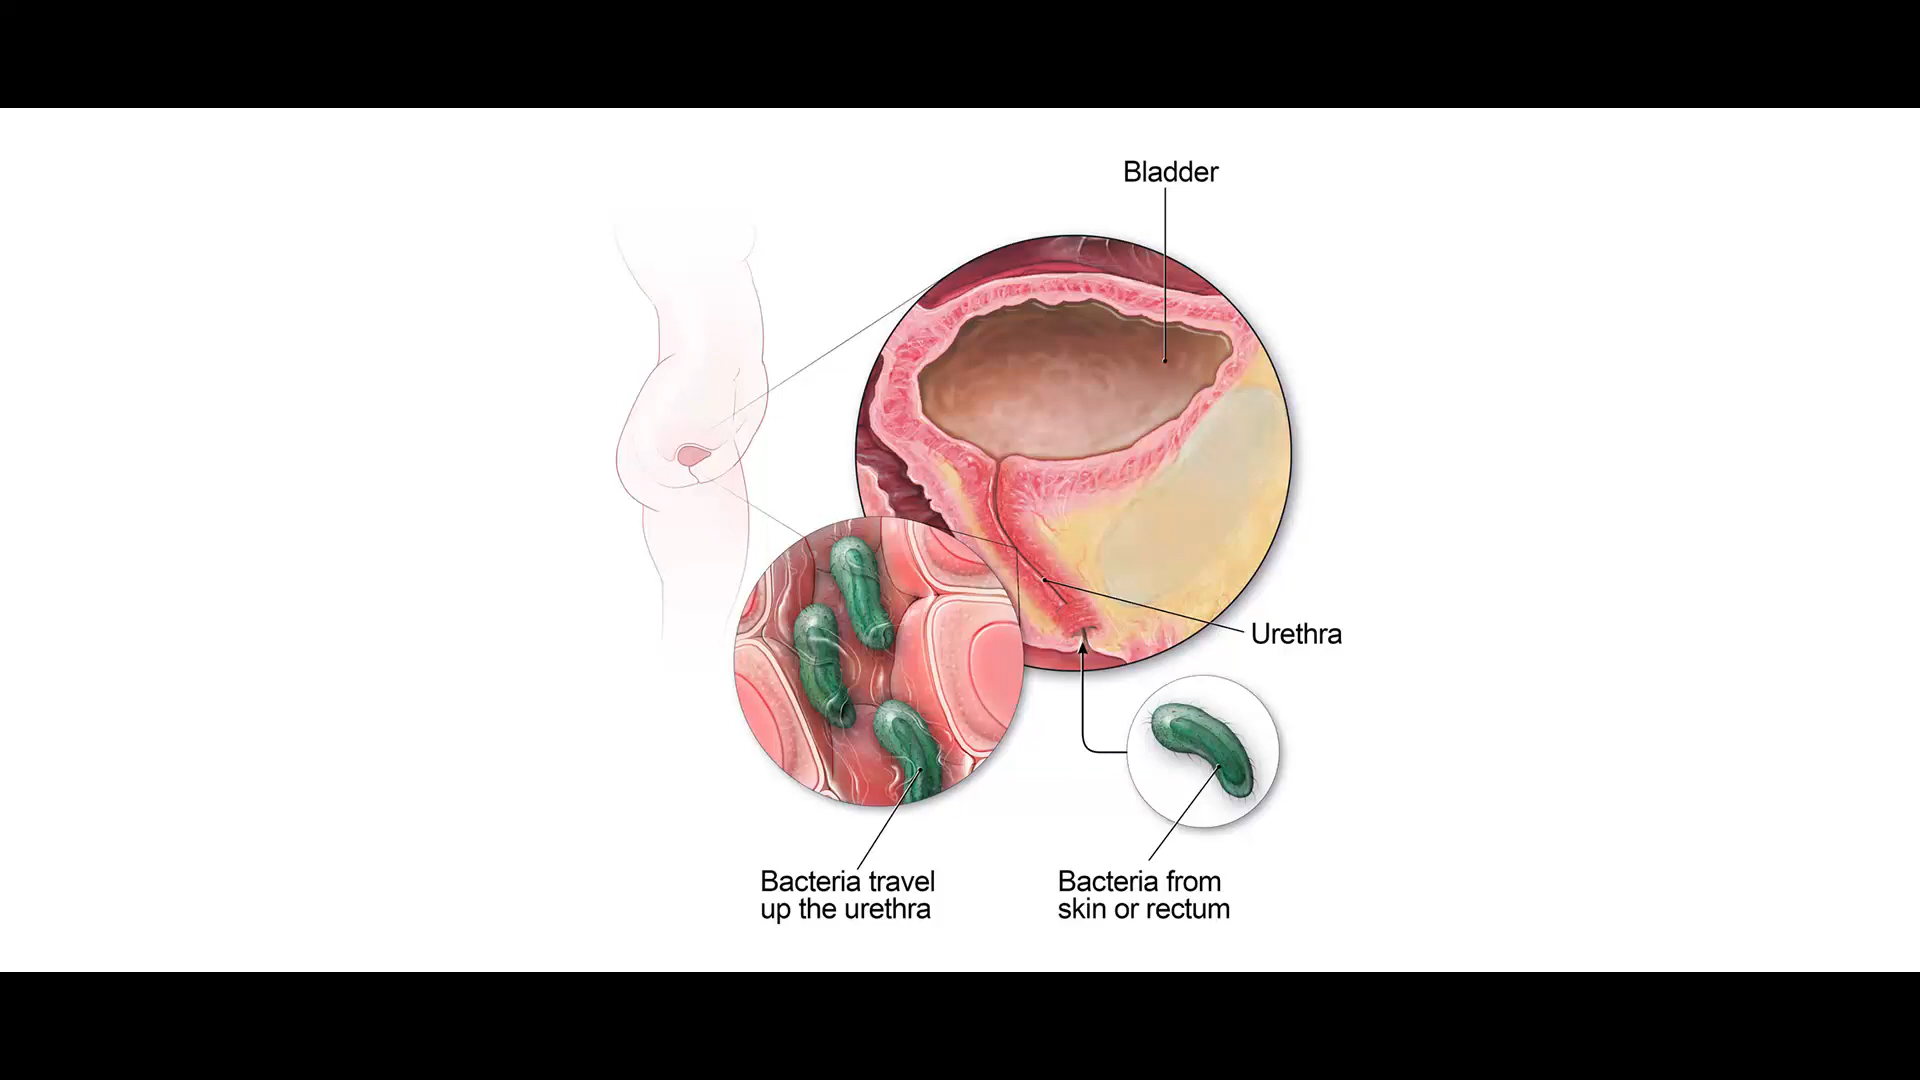 Bladder
Urethra
Bacteria travel
up the urethra
Bacteria from
skin or rectum